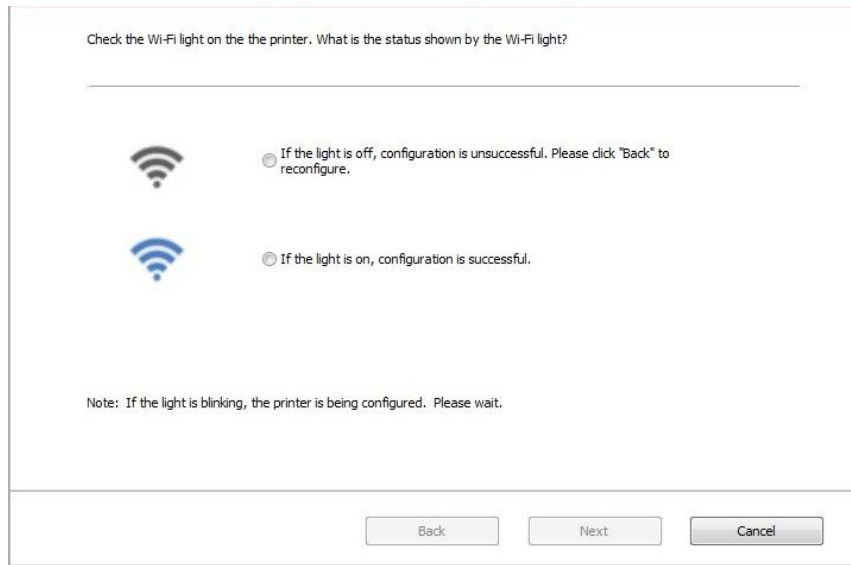 Check the Wi-Fi light on the the printer. What is the status shown by the Wi-Fi light?
If the light is off, configuration is unsuccessful. Please click "Back" to
reconfigure.
If the light is on, configuration is successful.
Note: If the light is blinking, the printer is being configured. Please wait.
Back
Next
Cancel